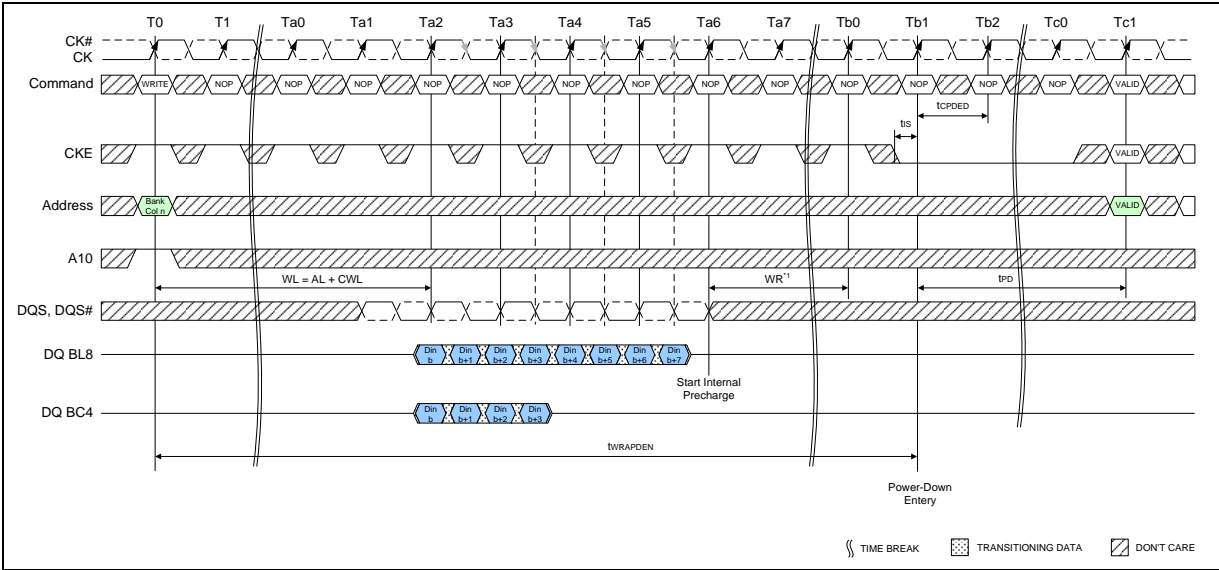 T0 T1 Ta0 Ta1 Ta2 Ta3 Ta4 Ta5 Ta6 Ta7 Tb0 Tb1 Tb2 Tc0 Tc1
CK#
CK
Command WRITE NOP NOP NOP NOP NOP NOP NOP NOP NOP NOP NOP NOP NOP VALID
tCPDED
tIS
CKE VALID
Address Bank Col n VALID
A10
WL = AL + CWL WR*1 tPD
DQS, DQS#
DQ BL8 Din b Din b+1 Din b+2 Din b+3 Din b+4 Din b+5 Din b+6 Din b+7
Start Internal
Precharge
DQ BC4 Din b Din b+1 Din b+2 Din b+3
tWRAPDEN
Power-Down
Entery
TIME BREAK TRANSITIONING DATA DON'T CARE